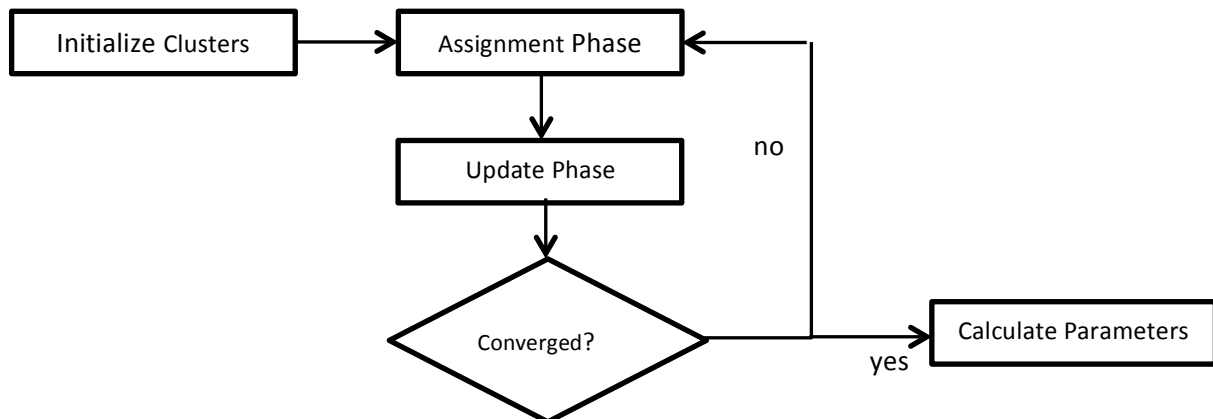 Initialize Clusters
Assignment Phase
Update Phase
no
Converged?
yes
Calculate Parameters